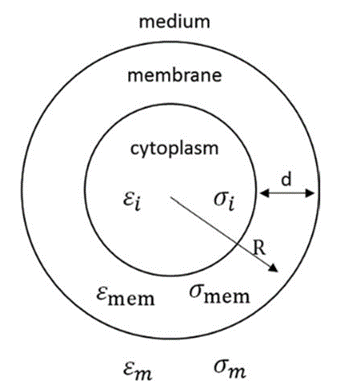 medium
membrane
cytoplasm
d
εi σi
R
εmem σmem
εm σm